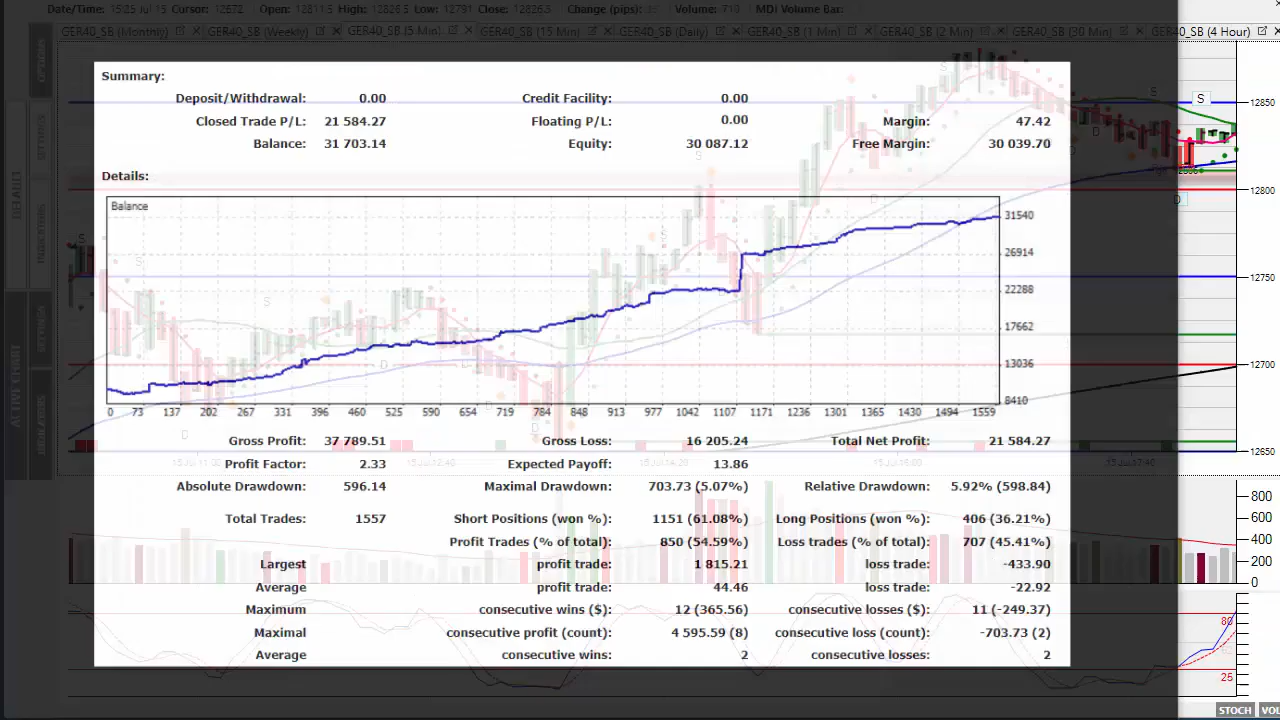 Date/Time: 15:25 Jul 15 Cursor: 12672 Open: 12811.5 High: 12826.5 Low: 12791 Close: 12826.5 Change (pips): Volume: 710 MDI Volume Bar:
GER40_SB (Monthly) GER40_SB (Weekly) GER40_SB (5 Min) GER40_SB (15 Min) GER40_SB (Daily) GER40_SB (1 Min) GER40_SB (2 Min) GER40_SB (30 Min) GER40_SB (4 Hour)
Summary:
Deposit/Withdrawal: 0.00 Credit Facility: 0.00
Closed Trade P/L: 21 584.27 Floating P/L: 0.00 Margin: 47.42
Balance: 31 703.14 Equity: 30 087.12 Free Margin: 30 039.70
Details:
Balance
31540
26914
22288
17662
13036
8410
0 73 137 202 267 331 396 460 525 590 654 719 784 848 913 977 1042 1107 1171 1236 1301 1365 1430 1494 1559
Gross Profit: 37 789.51 Gross Loss: 16 205.24 Total Net Profit: 21 584.27
Profit Factor: 2.33 Expected Payoff: 13.86
Absolute Drawdown: 596.14 Maximal Drawdown: 703.73 (5.07%) Relative Drawdown: 5.92% (598.84)
Total Trades: 1557 Short Positions (won %): 1151 (61.08%) Long Positions (won %): 406 (36.21%)
Profit Trades (% of total): 850 (54.59%) Loss trades (% of total): 707 (45.41%)
Largest profit trade: 1 815.21 loss trade: -433.90
Average profit trade: 44.46 loss trade: -22.92
Maximum consecutive wins ($): 12 (365.56) consecutive losses ($): 11 (-249.37)
Maximal consecutive profit (count): 4 595.59 (8) consecutive loss (count): -703.73 (2)
Average consecutive wins: 2 consecutive losses: 2
S
D
12850
12800
12750
12700
12650
800
600
400
200
0
80
25
STOCH VOL